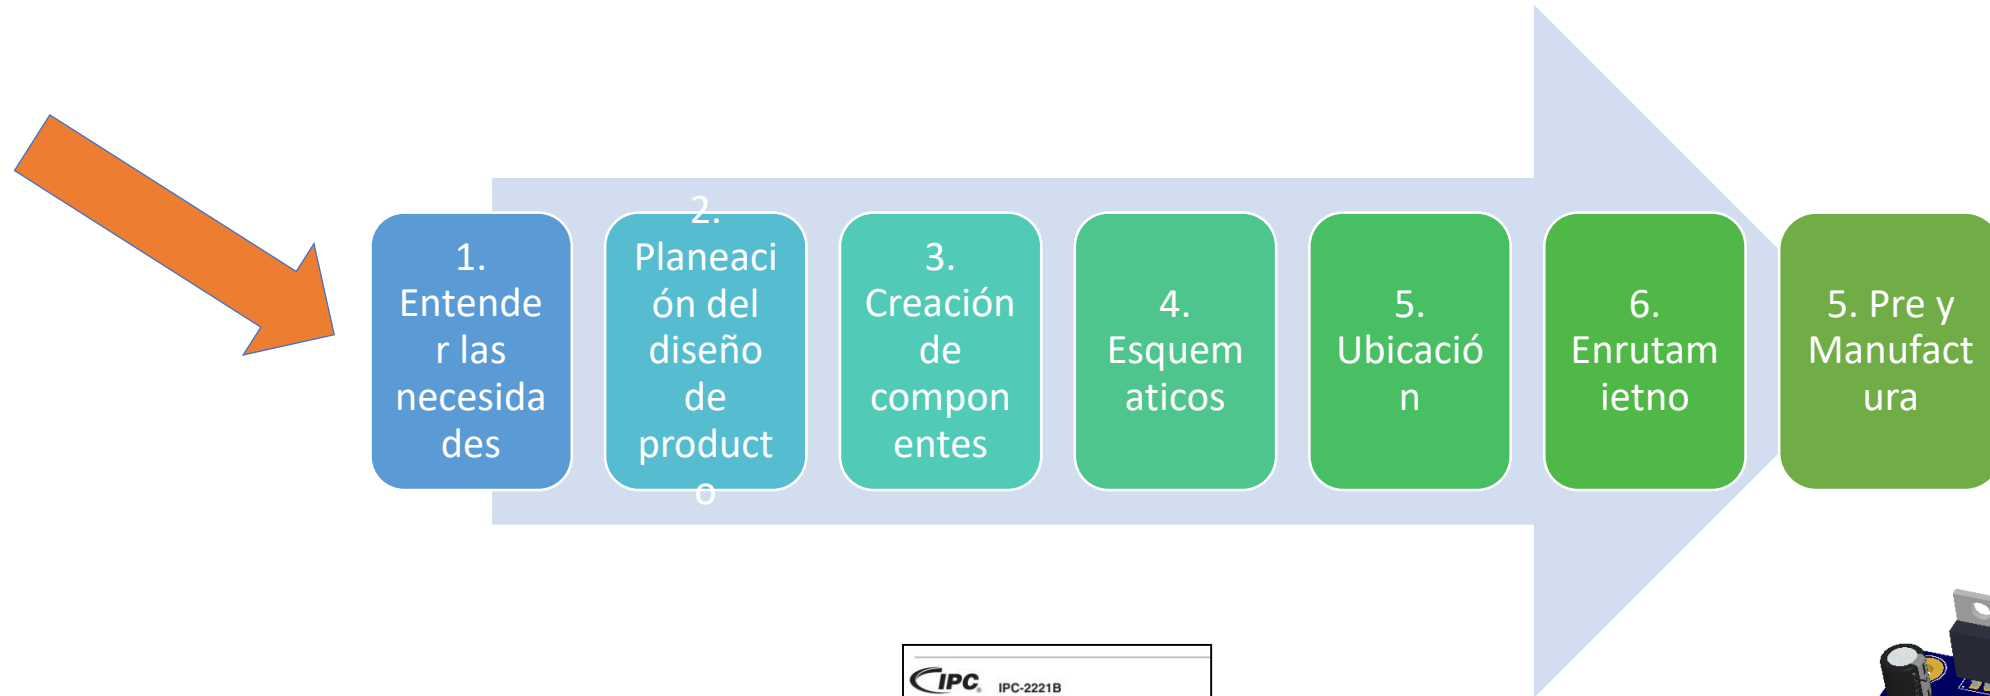 1.
Entende
r las
necesida
des
2.
Planeaci
ón del
diseño
de
product
o
3.
Creación
de
compon
entes
4.
Esquem
aticos
5.
Ubicació
n
6.
Enrutam
ietno
5. Pre y
Manufact
ura
IPC IPC-2221B